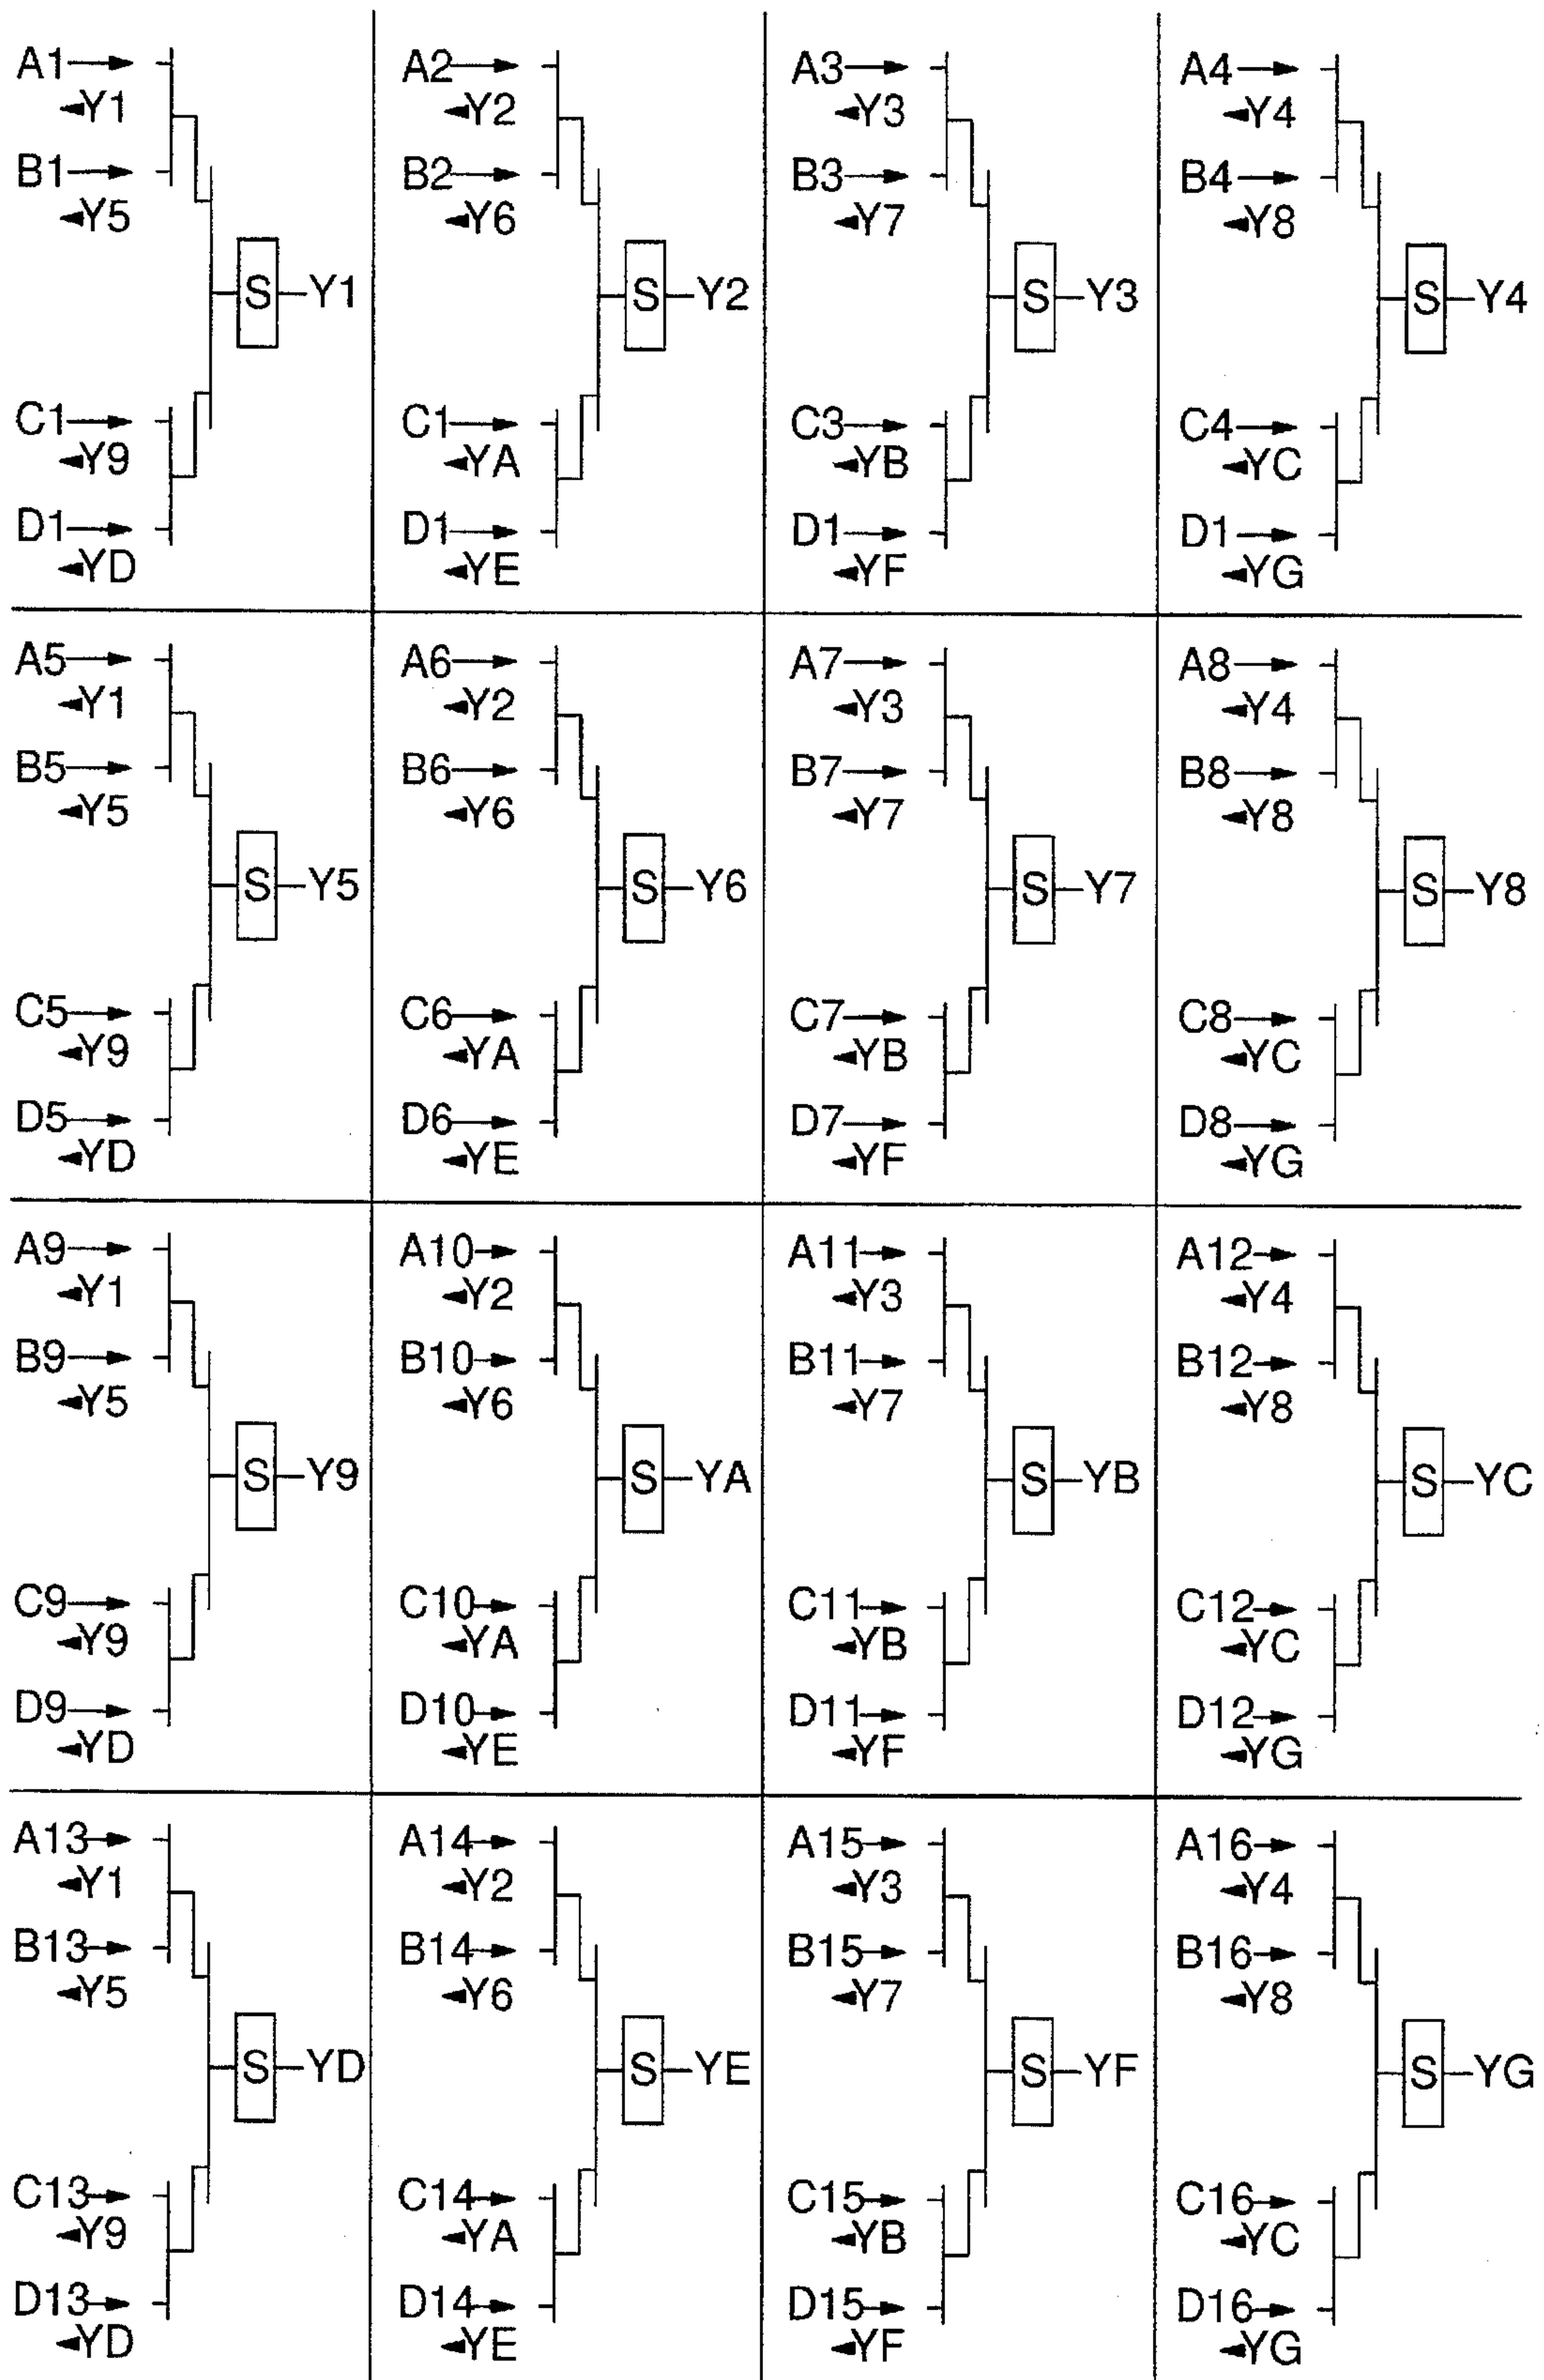 A1
Y1
B1
Y5
S
Y1
C1
Y9
D1
YD
A2
Y2
B2
Y6
S
Y2
C1
YA
D1
YE
A3
Y3
B3
Y7
S
Y3
C3
YB
D1
YF
A4
Y4
B4
Y8
S
Y4
C4
YC
D1
YG
A5
Y1
B5
Y5
S
Y5
C5
Y9
D5
YD
A6
Y2
B6
Y6
S
Y6
C6
YA
D6
YE
A7
Y3
B7
Y7
S
Y7
C7
YB
D7
YF
A8
Y4
B8
Y8
S
Y8
C8
YC
D8
YG
A9
Y1
B9
Y5
S
Y9
C9
Y9
D9
YD
A10
Y2
B10
Y6
S
YA
C10
YA
D10
YE
A11
Y3
B11
Y7
S
YB
C11
YB
D11
YF
A12
Y4
B12
Y8
S
YC
C12
YC
D12
YG
A13
Y1
B13
Y5
S
YD
C13
Y9
D13
YD
A14
Y2
B14
Y6
S
YE
C14
YA
D14
YE
A15
Y3
B15
Y7
S
YF
C15
YB
D15
YF
A16
Y4
B16
Y8
S
YG
C16
YC
D16
YG